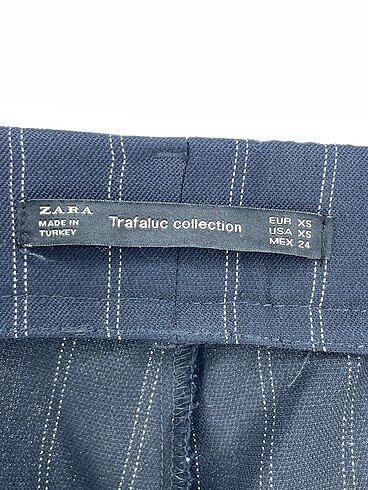 ZARA
MADE IN
TURKEY
Trafaluc collection
EUR XS
USA XS
MEX 24